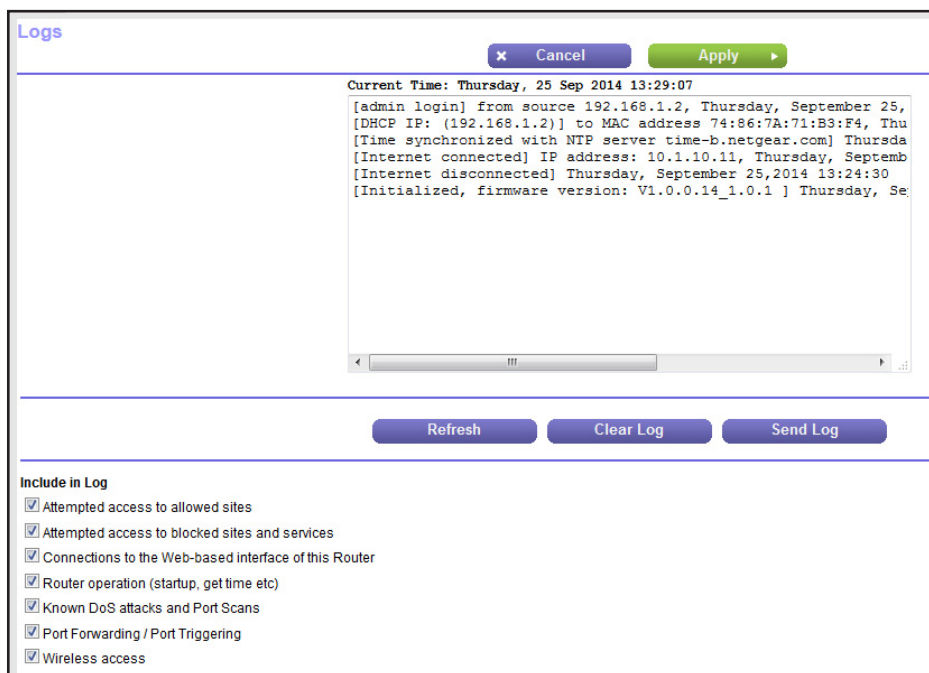 Logs
Cancel
Apply
Current Time: Thursday, 25 Sep 2014 13:29:07
[admin login] from source 192.168.1.2, Thursday, September 25,
[DHCP IP: (192.168.1.2)] to MAC address 74:86:7A:71:B3:F4, Thu
[Time synchronized with NTP server time-b.netgear.com] Thursda
[Internet connected] IP address: 10.1.10.11, Thursday, Septemb
[Internet disconnected] Thursday, September 25,2014 13:24:30
[Initialized, firmware version: V1.0.0.14_1.0.1 ] Thursday, Se
Refresh
Clear Log
Send Log
Include in Log
Attempted access to allowed sites
Attempted access to blocked sites and services
Connections to the Web-based interface of this Router
Router operation (startup, get time etc)
Known DoS attacks and Port Scans
Port Forwarding / Port Triggering
Wireless access